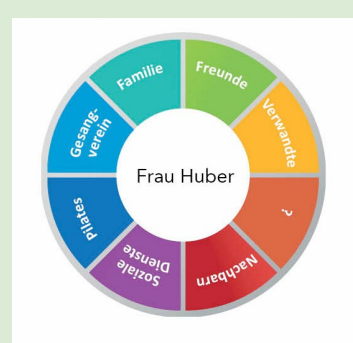 Familie
Freunde
Verwandte
?
Nachbarn
Soziale
Dienste
Pilates
Gesang-
verein
Frau Huber